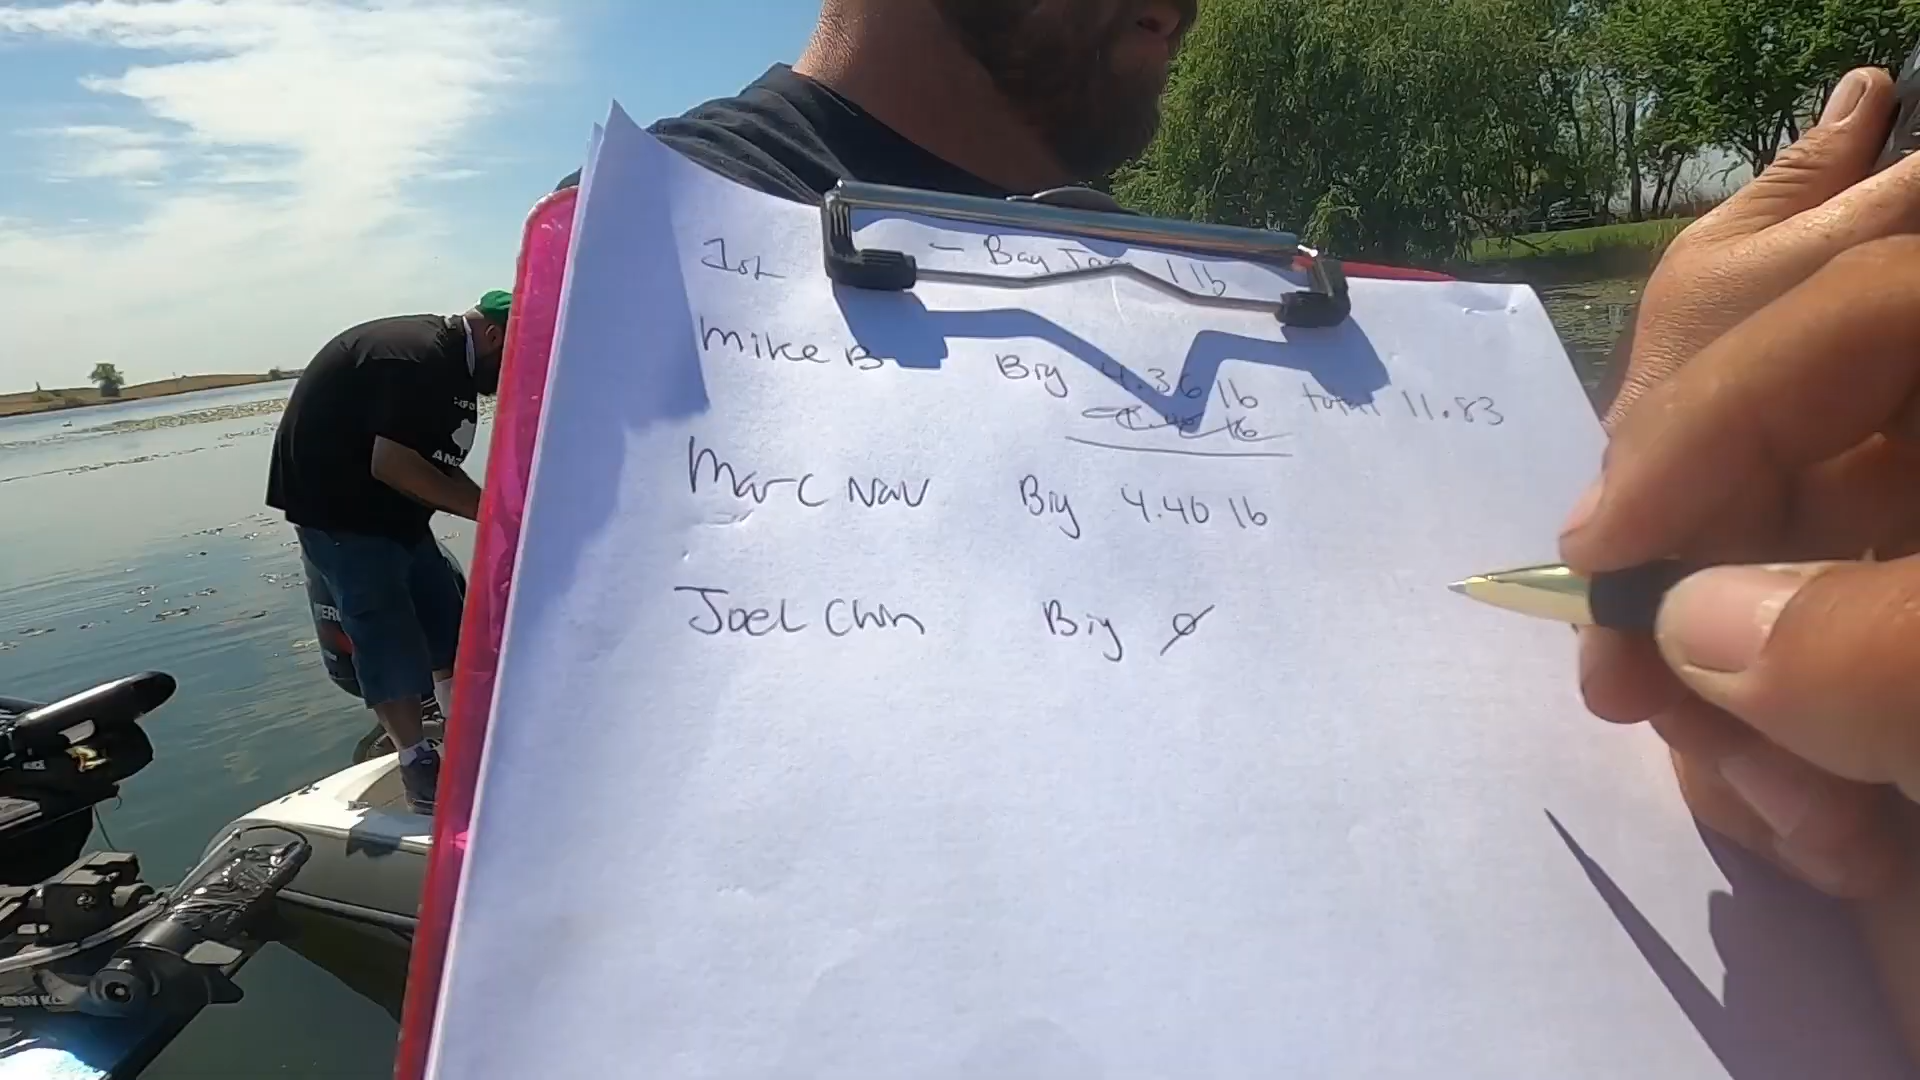 1 lb
Mike B Big 4.36 lb total 11.83
Marc Nav Big 4.40 lb
Joel Chn Big ø